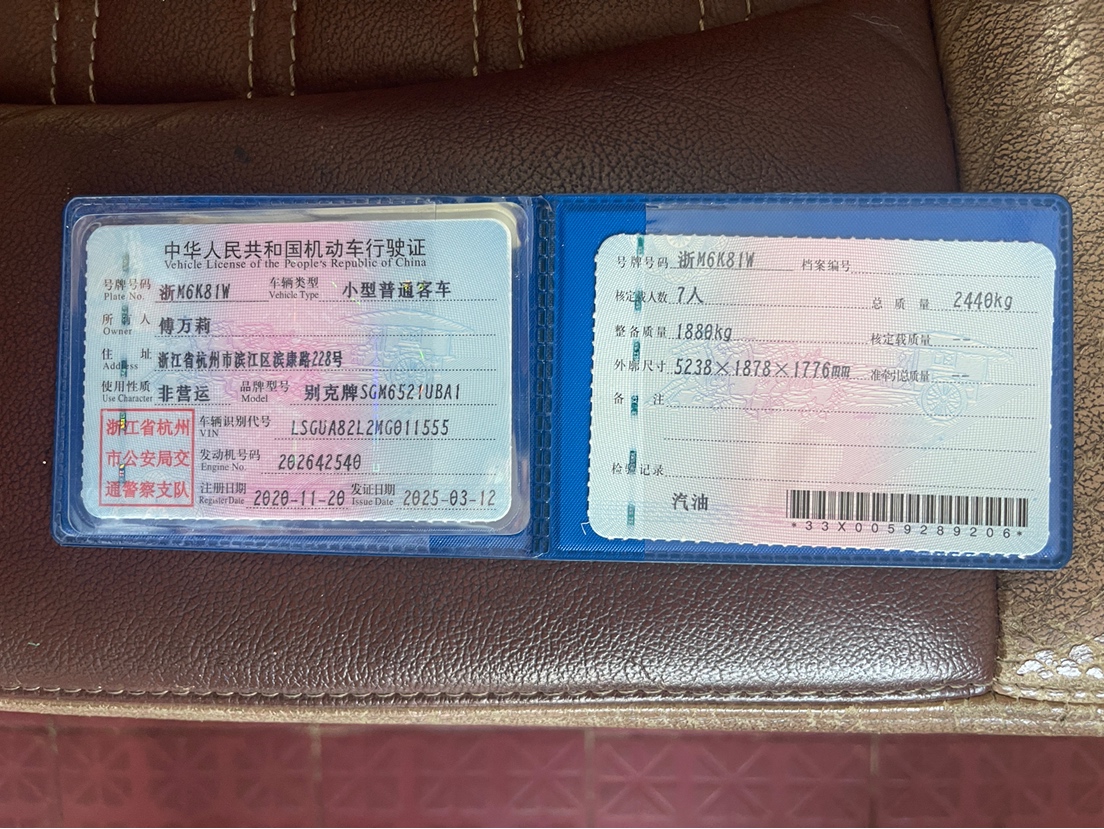 中华人民共和国机动车行驶证
Vehicle License of the People's Republic of China
号牌号码 浙M6K81W 车辆类型 小型普通客车
Plate No. Vehicle Type
所有人 傅万莉
Owner
住址 浙江省杭州市滨江区滨康路228号
Address
使用性质 非营运 品牌型号 别克牌SGM6521UBA1
Use Character Model
浙江省杭州
市公安局交
通警察支队
车辆识别代号 LSGUA82L2MG011555
VIN
发动机号码 202642540
Engine No.
注册日期 2020-11-20 发证日期 2025-03-12
Register Date Issue Date
号牌号码 浙M6K81W 档案编号
核定载人数 7人 总质量 2440kg
整备质量 1880kg 核定载质量 --
外廓尺寸 5238×1878×1776mm 准牵引总质量 --
备注
检验记录
汽油
*33X0059289206*